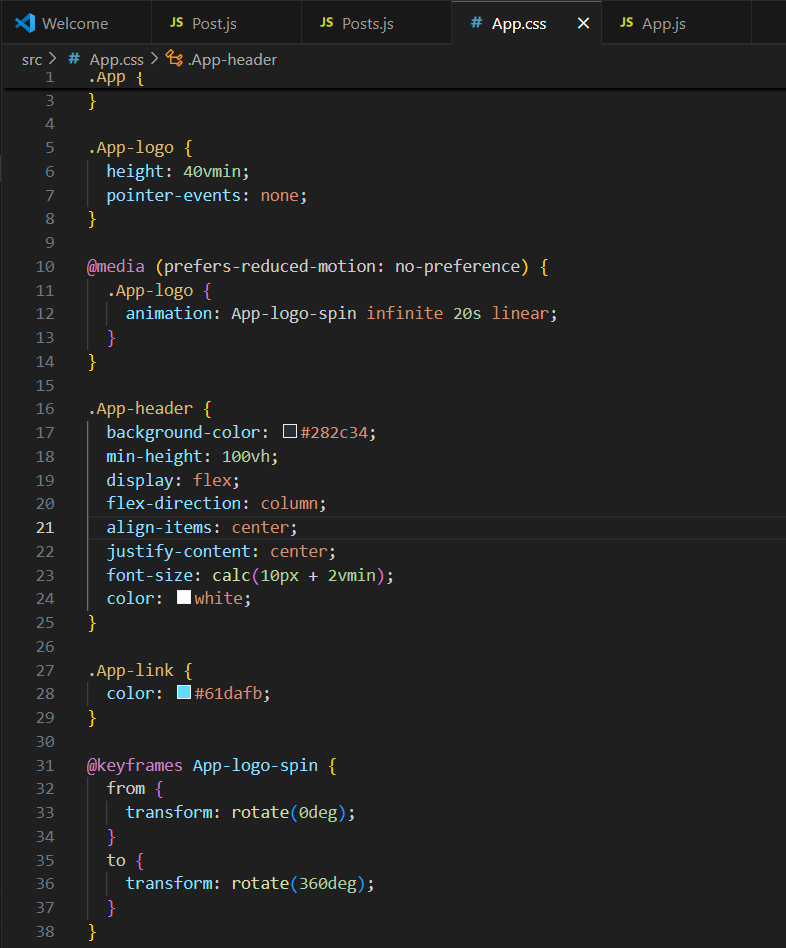 Welcome JS Post.js JS Posts.js # App.css × JS App.js
src > # App.css > .App-header
1 .App {
3 }
4
5 .App-logo {
6 height: 40vmin;
7 pointer-events: none;
8 }
9
10 @media (prefers-reduced-motion: no-preference) {
11 .App-logo {
12 animation: App-logo-spin infinite 20s linear;
13 }
14 }
15
16 .App-header {
17 background-color: #282c34;
18 min-height: 100vh;
19 display: flex;
20 flex-direction: column;
21 align-items: center;
22 justify-content: center;
23 font-size: calc(10px + 2vmin);
24 color: white;
25 }
26
27 .App-link {
28 color: #61dafb;
29 }
30
31 @keyframes App-logo-spin {
32 from {
33 transform: rotate(0deg);
34 }
35 to {
36 transform: rotate(360deg);
37 }
38 }